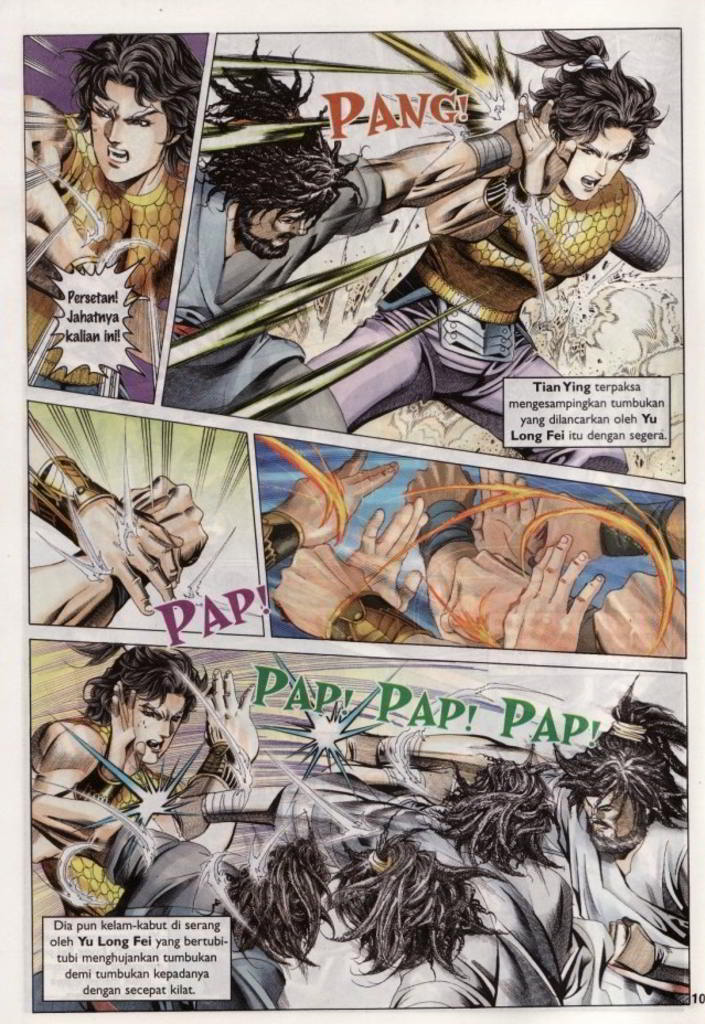 Persetan!
Jahatnya
kalian ini!
PANG!
Tian Ying terpaksa
mengesampingkan tumbukan
yang dilancarkan oleh Yu
Long Fei itu dengan segera.
PAP!
PAP! PAP! PAP!
Dia pun kelam-kabut di serang
oleh Yu Long Fei yang bertubi-
tubi menghujankan tumbukan
demi tumbukan kepadanya
dengan secepat kilat.
10